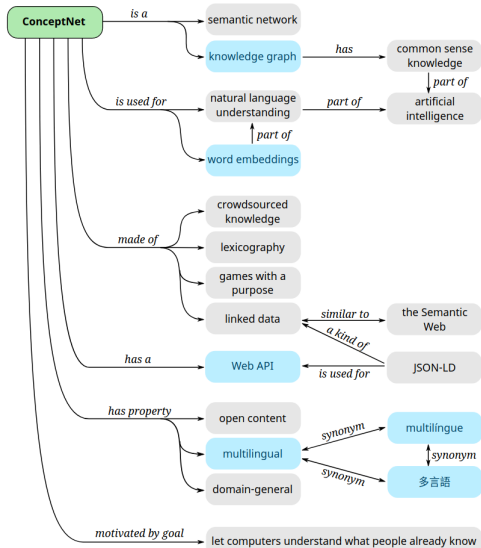 ConceptNet
is a
semantic network
knowledge graph
has
common sense
knowledge
part of
is used for
natural language
understanding
part of
artificial
intelligence
part of
word embeddings
made of
crowdsourced
knowledge
lexicography
games with a
purpose
linked data
similar to
the Semantic
Web
a kind of
has a
Web API
is used for
JSON-LD
has property
open content
multilingual
synonym
multilíngue
synonym
synonym
多言語
domain-general
motivated by goal
let computers understand what people already know